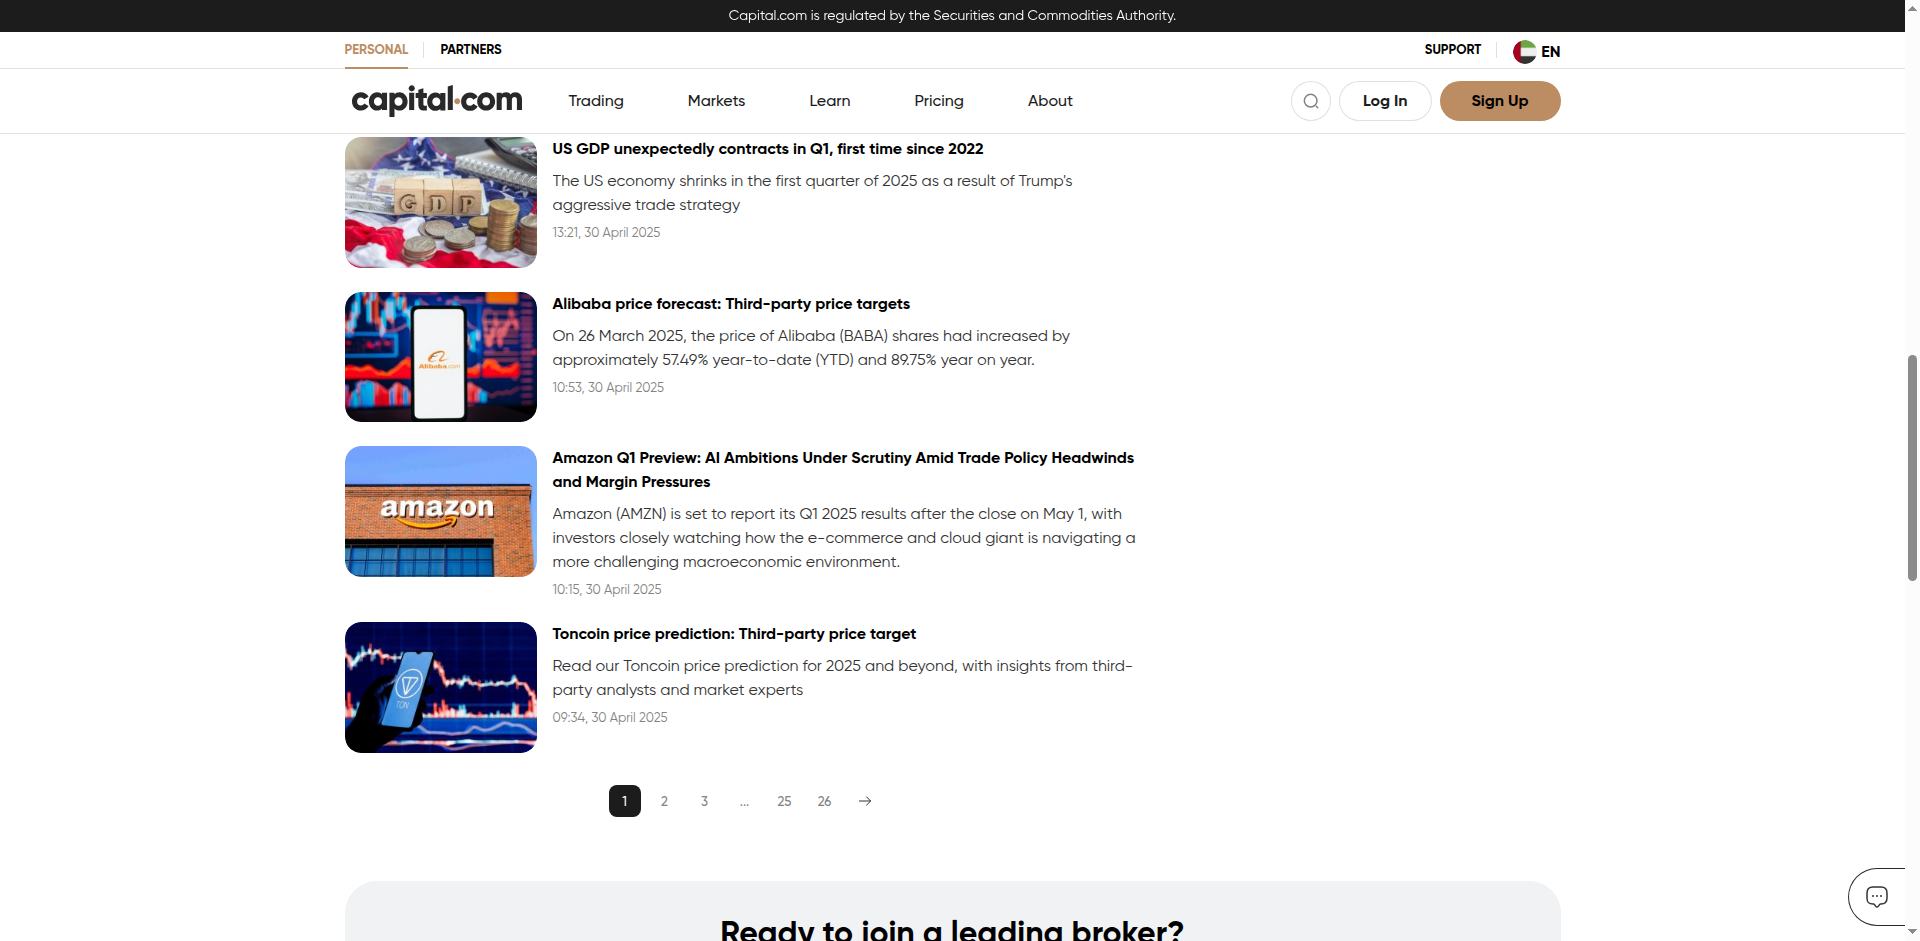 Capital.com is regulated by the Securities and Commodities Authority.
PERSONAL
PARTNERS
SUPPORT
EN
capital.com
Trading
Markets
Learn
Pricing
About
Log In
Sign Up
GDP
US GDP unexpectedly contracts in Q1, first time since 2022
The US economy shrinks in the first quarter of 2025 as a result of Trump's
aggressive trade strategy
13:21, 30 April 2025
Alibaba.com
Alibaba price forecast: Third-party price targets
On 26 March 2025, the price of Alibaba (BABA) shares had increased by
approximately 57.49% year-to-date (YTD) and 89.75% year on year.
10:53, 30 April 2025
amazon
Amazon Q1 Preview: AI Ambitions Under Scrutiny Amid Trade Policy Headwinds
and Margin Pressures
Amazon (AMZN) is set to report its Q1 2025 results after the close on May 1, with
investors closely watching how the e-commerce and cloud giant is navigating a
more challenging macroeconomic environment.
10:15, 30 April 2025
TON
Toncoin price prediction: Third-party price target
Read our Toncoin price prediction for 2025 and beyond, with insights from third-
party analysts and market experts
09:34, 30 April 2025
1 2 3 ... 25 26
Ready to join a leading broker?